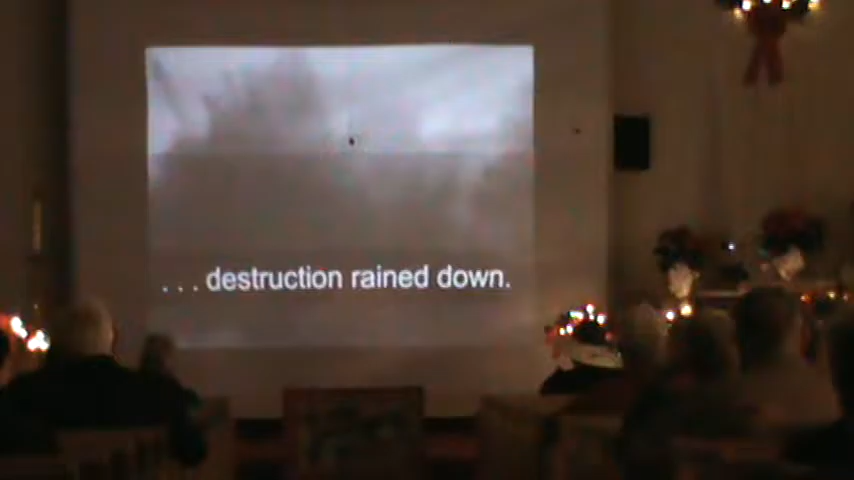 . . . destruction rained down.